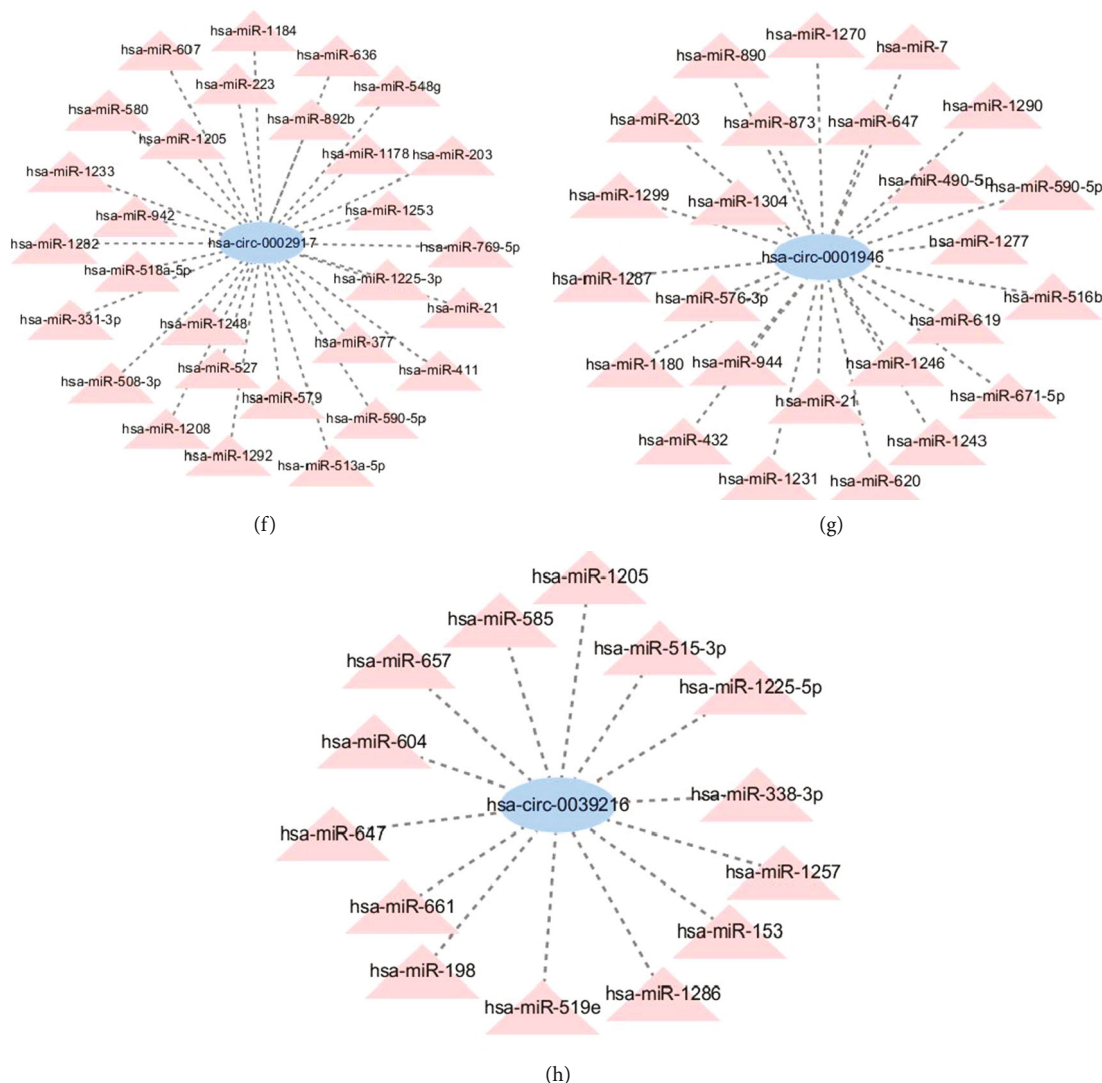 hsa-miR-1184
hsa-miR-607
hsa-miR-636
hsa-miR-223
hsa-miR-548g
hsa-miR-580
hsa-miR-892b
hsa-miR-1205
hsa-miR-1178
hsa-miR-203
hsa-miR-1233
hsa-miR-942
hsa-miR-1253
hsa-miR-1282
hsa-circ-0002917
hsa-miR-769-5p
hsa-miR-518a-5p
hsa-miR-1225-3p
hsa-miR-21
hsa-miR-331-3p
hsa-miR-1248
hsa-miR-377
hsa-miR-527
hsa-miR-411
hsa-miR-508-3p
hsa-miR-579
hsa-miR-590-5p
hsa-miR-1208
hsa-miR-1292
hsa-miR-513a-5p
(f)
hsa-miR-1270
hsa-miR-7
hsa-miR-890
hsa-miR-1290
hsa-miR-203
hsa-miR-873
hsa-miR-647
hsa-miR-490-5p
hsa-miR-590-5p
hsa-miR-1299
hsa-miR-1304
hsa-miR-1277
hsa-circ-0001946
hsa-miR-1287
hsa-miR-576-3p
hsa-miR-516b
hsa-miR-619
hsa-miR-1180
hsa-miR-944
hsa-miR-1246
hsa-miR-671-5p
hsa-miR-21
hsa-miR-432
hsa-miR-1243
hsa-miR-1231
hsa-miR-620
(g)
hsa-miR-1205
hsa-miR-585
hsa-miR-515-3p
hsa-miR-657
hsa-miR-1225-5p
hsa-miR-604
hsa-miR-338-3p
hsa-circ-0039216
hsa-miR-647
hsa-miR-1257
hsa-miR-661
hsa-miR-153
hsa-miR-198
hsa-miR-1286
hsa-miR-519e
(h)